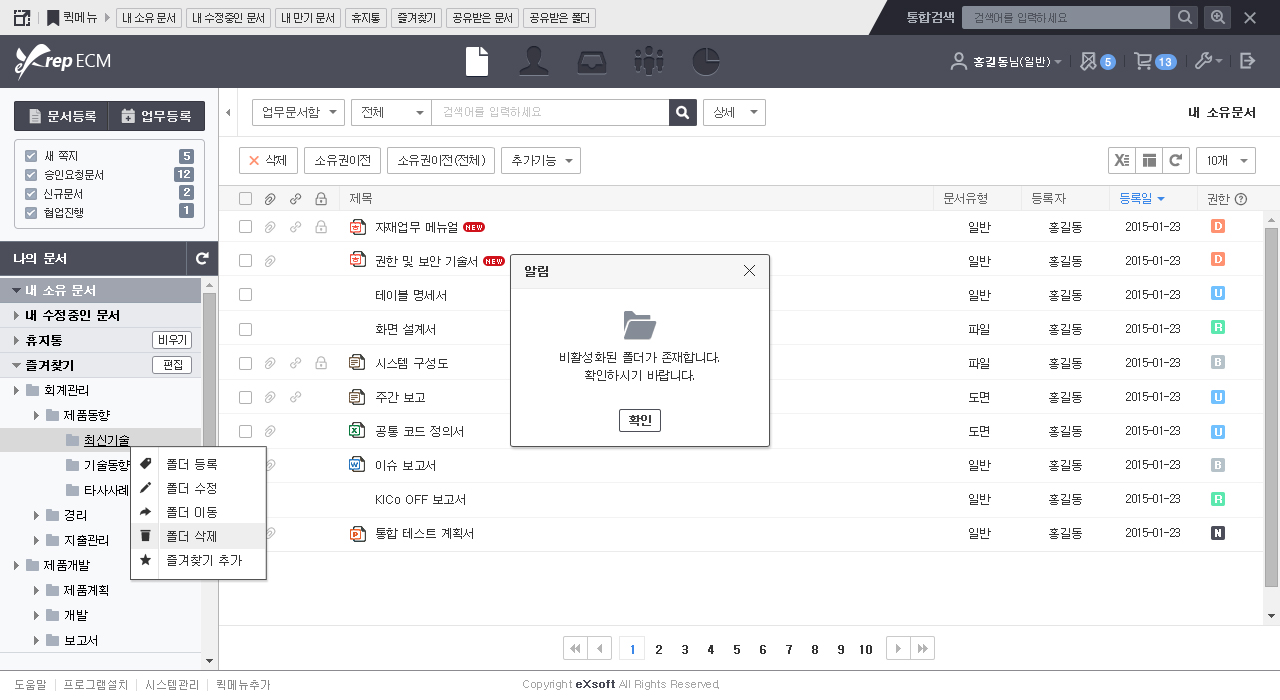 퀵메뉴 내 소유 문서 내 수정중인 문서 내 만기 문서 휴지통 즐겨찾기 공유받은 문서 공유받은 폴더 통합검색 검색어를 입력하세요
Xrep ECM 홍길동님(일반) 5 13
문서등록 업무등록
새 쪽지 5
승인요청문서 12
신규문서 2
협업진행 1
나의 문서
내 소유 문서
내 수정중인 문서
휴지통 비우기
즐겨찾기 편집
회계관리
제품동향
최신기술
기술동향
타사사례
경리
지출관리
제품개발
제품계획
개발
보고서
폴더 등록
폴더 수정
폴더 이동
폴더 삭제
즐겨찾기 추가
업무문서함 전체 검색어를 입력하세요 상세 내 소유문서
삭제 소유권이전 소유권이전(전체) 추가기능 10개
제목 문서유형 등록자 등록일 권한
자재업무 메뉴얼 NEW 일반 홍길동 2015-01-23 D
권한 및 보안 기술서 NEW 일반 홍길동 2015-01-23 D
테이블 명세서 일반 홍길동 2015-01-23 U
화면 설계서 파일 홍길동 2015-01-23 R
시스템 구성도 파일 홍길동 2015-01-23 B
주간 보고 도면 홍길동 2015-01-23 U
공통 코드 정의서 도면 홍길동 2015-01-23 U
이슈 보고서 일반 홍길동 2015-01-23 B
KICo OFF 보고서 일반 홍길동 2015-01-23 R
통합 테스트 계획서 일반 홍길동 2015-01-23 N
알림
비활성화된 폴더가 존재합니다.
확인하시기 바랍니다.
확인
1 2 3 4 5 6 7 8 9 10
도움말 프로그램설치 시스템관리 퀵메뉴추가 Copyright eXsoft All Rights Reserved.